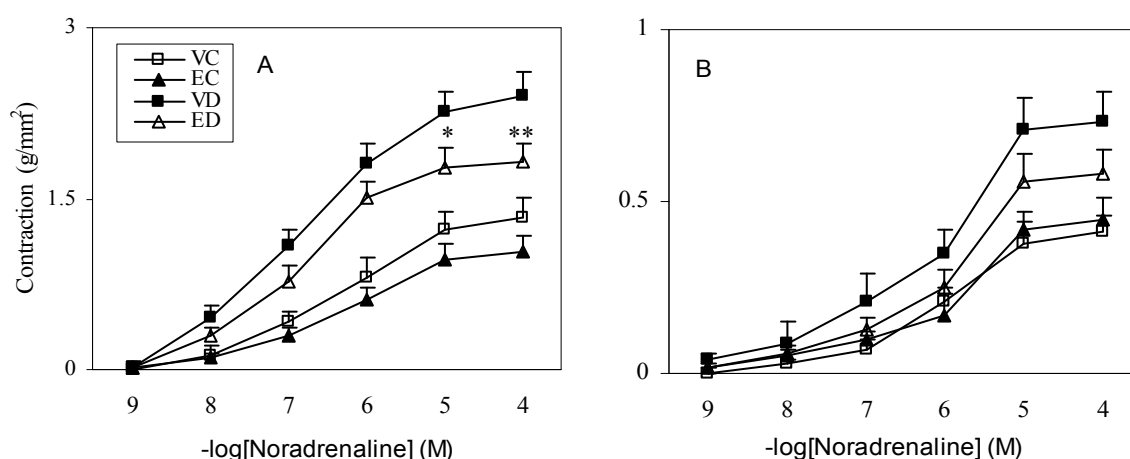 3
1
VC
EC
VD
ED
A
B
*
**
1.5
0.5
0
0
Contraction (g/mm²)
9 8 7 6 5 4
9 8 7 6 5 4
-log[Noradrenaline] (M)
-log[Noradrenaline] (M)